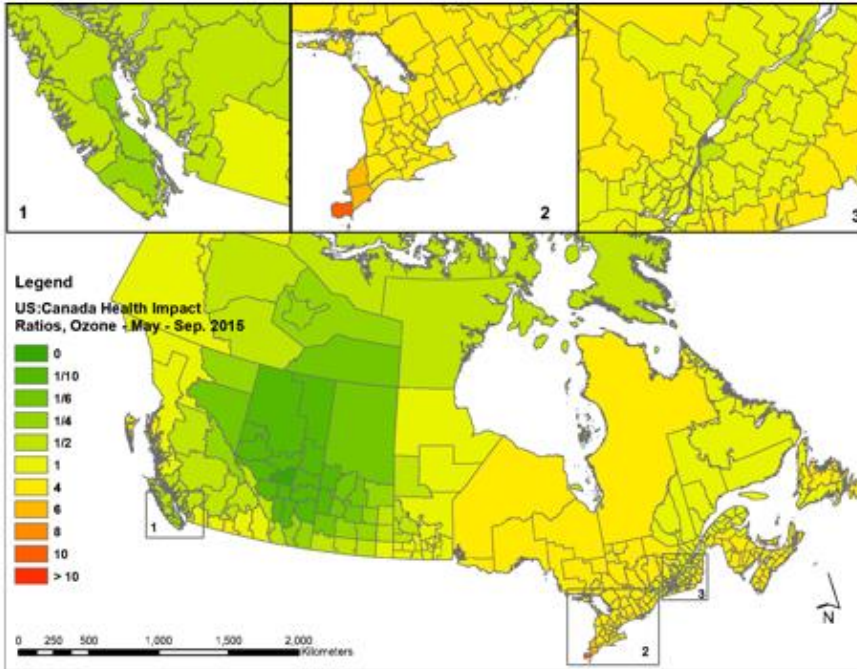 1
2
3
Legend
US:Canada Health Impact
Ratios, Ozone - May - Sep. 2015
0
1/10
1/6
1/4
1/2
1
4
6
8
10
> 10
1
2
3
N
0 250 500 1,000 1,500 2,000
Kilometers